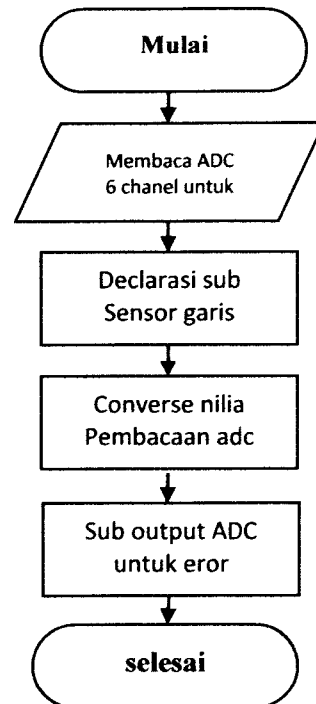 Mulai
Membaca ADC
6 chanel untuk
Declarasi sub
Sensor garis
Converse nilia
Pembacaan adc
Sub output ADC
untuk eror
selesai